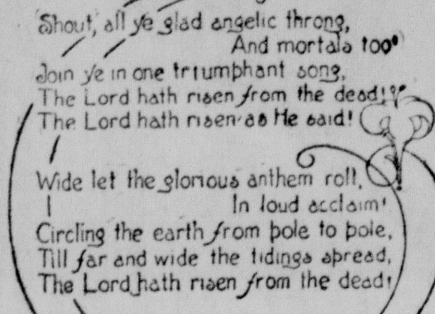 Shout, all ye glad angelic throng,
And mortals too!
Join ye in one triumphant song,
The Lord hath risen from the dead!
The Lord hath risen as He said!
Wide let the glorious anthem roll,
In loud acclaim!
Circling the earth from pole to pole,
Till far and wide the tidings spread,
The Lord hath risen from the dead!